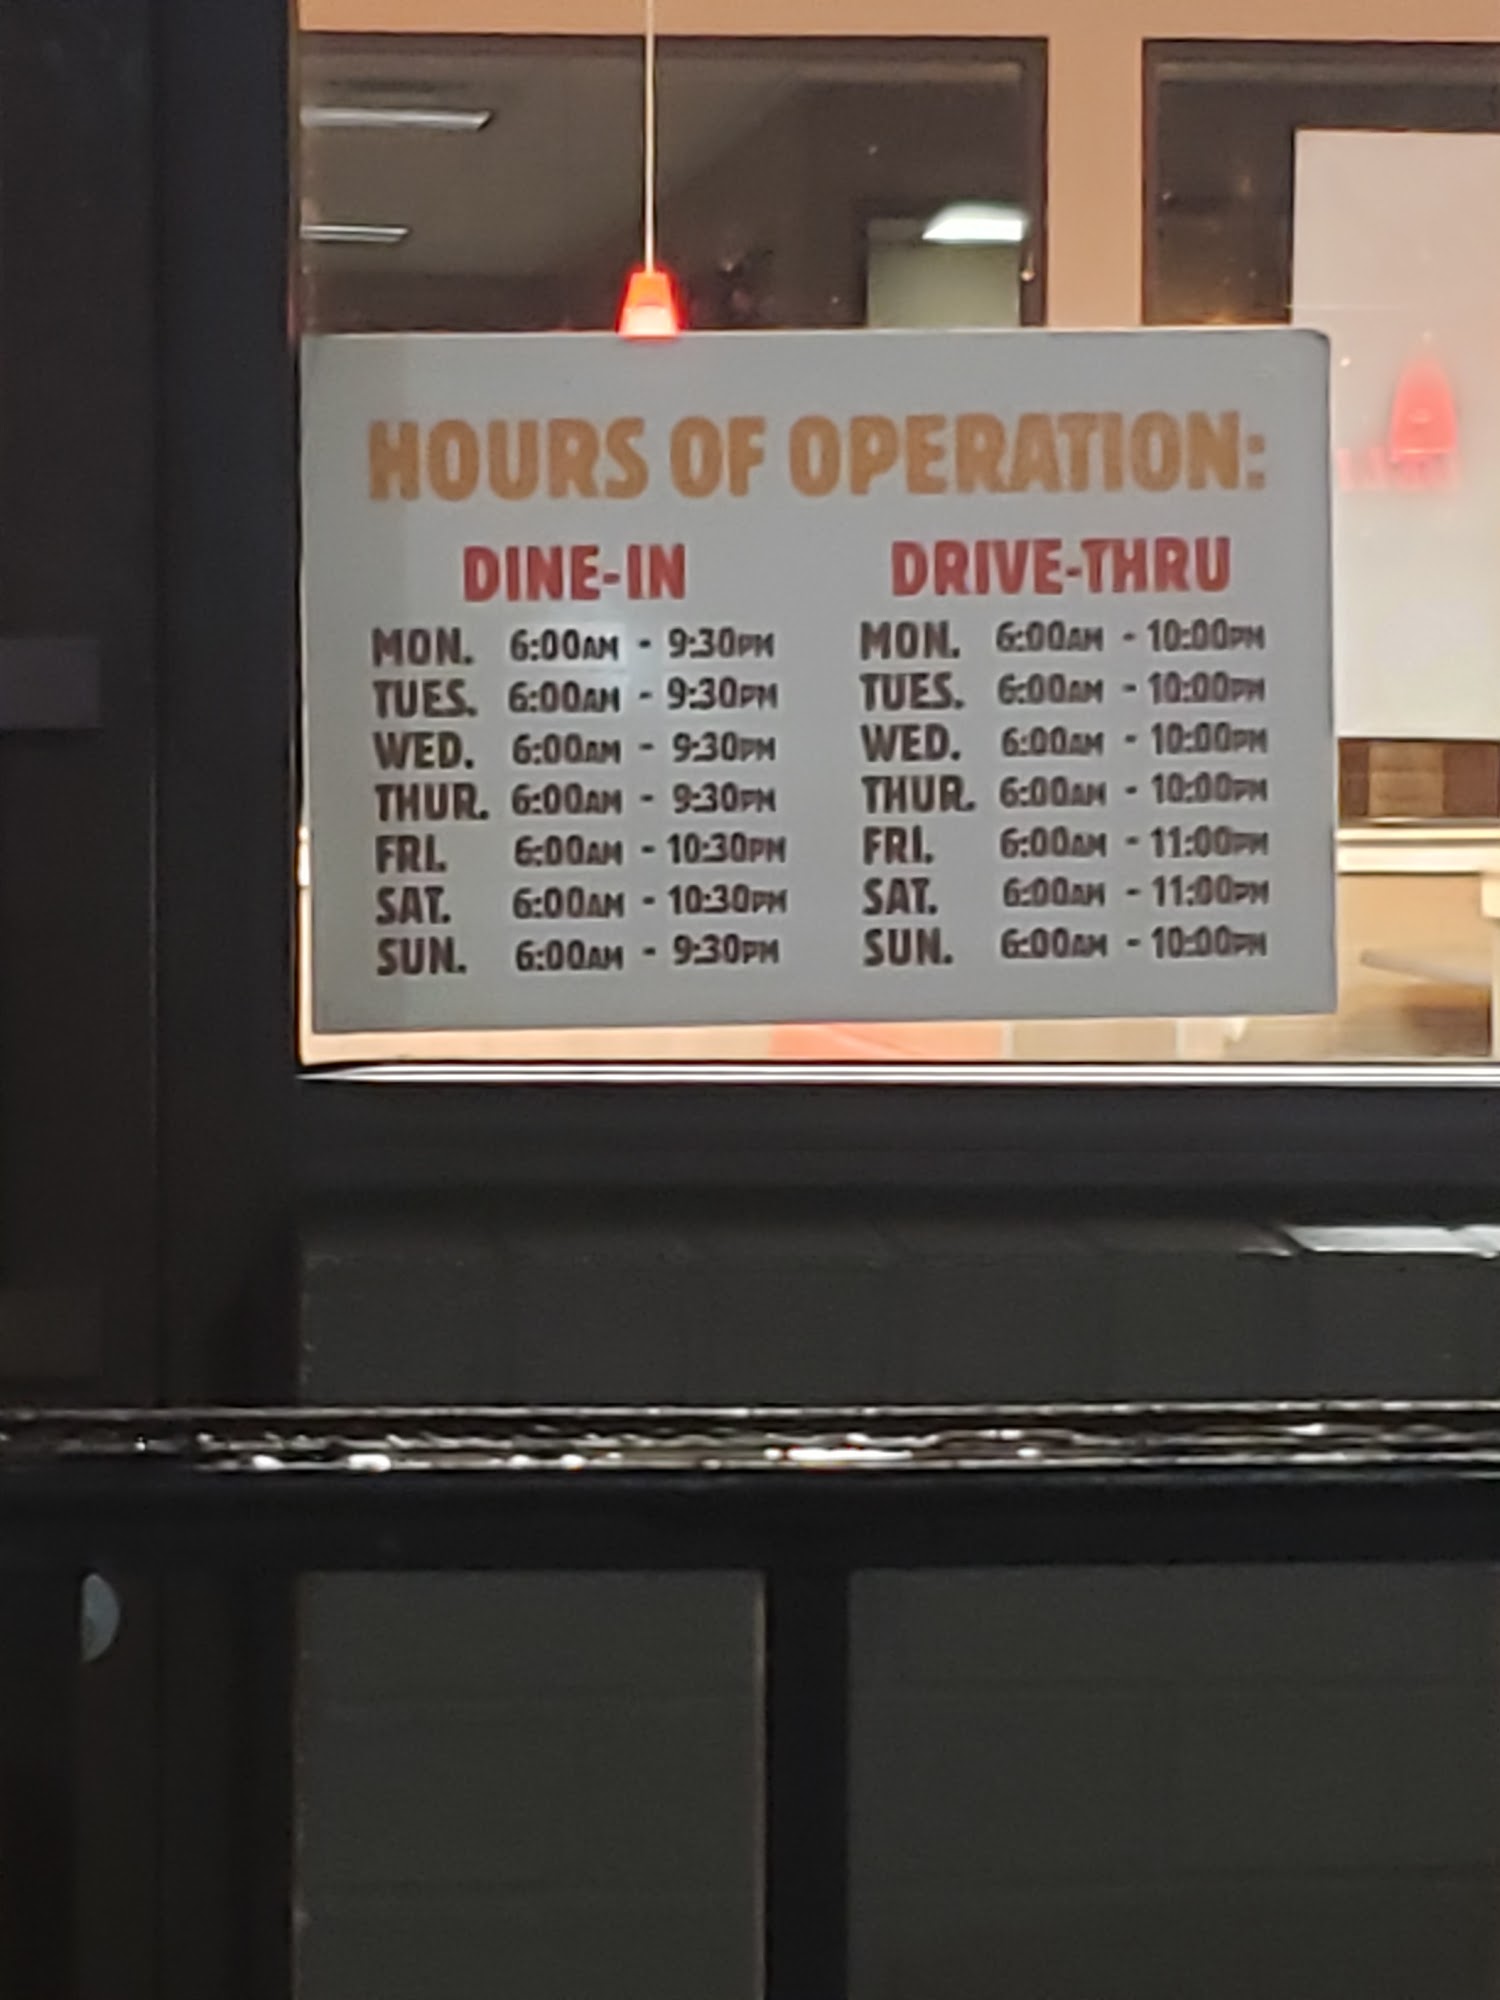 HOURS OF OPERATION:
DINE-IN
MON. 6:00AM - 9:30PM
TUES. 6:00AM - 9:30PM
WED. 6:00AM - 9:30PM
THUR. 6:00AM - 9:30PM
FRI. 6:00AM - 10:30PM
SAT. 6:00AM - 10:30PM
SUN. 6:00AM - 9:30PM
DRIVE-THRU
MON. 6:00AM - 10:00PM
TUES. 6:00AM - 10:00PM
WED. 6:00AM - 10:00PM
THUR. 6:00AM - 10:00PM
FRI. 6:00AM - 11:00PM
SAT. 6:00AM - 11:00PM
SUN. 6:00AM - 10:00PM